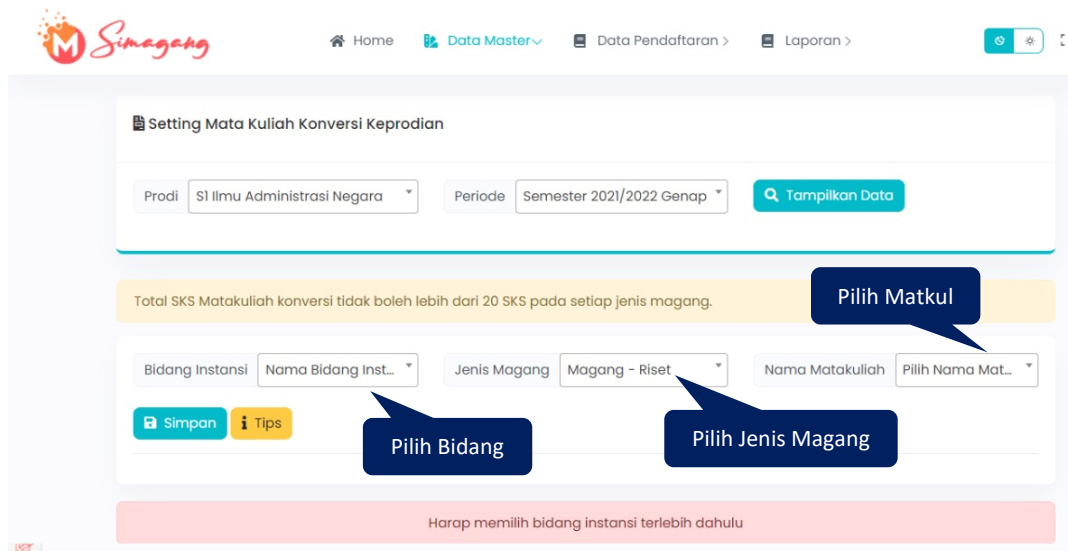 Simagang
Home Data Master Data Pendaftaran > Laporan >
Setting Mata Kuliah Konversi Keprodian
Prodi S1 Ilmu Administrasi Negara Periode Semester 2021/2022 Genap Tampilkan Data
Total SKS Matakuliah konversi tidak boleh lebih dari 20 SKS pada setiap jenis magang.
Pilih Matkul
Bidang Instansi Nama Bidang Inst... Jenis Magang Magang - Riset Nama Matakuliah Pilih Nama Mat...
Simpan i Tips
Pilih Bidang
Pilih Jenis Magang
Harap memilih bidang instansi terlebih dahulu